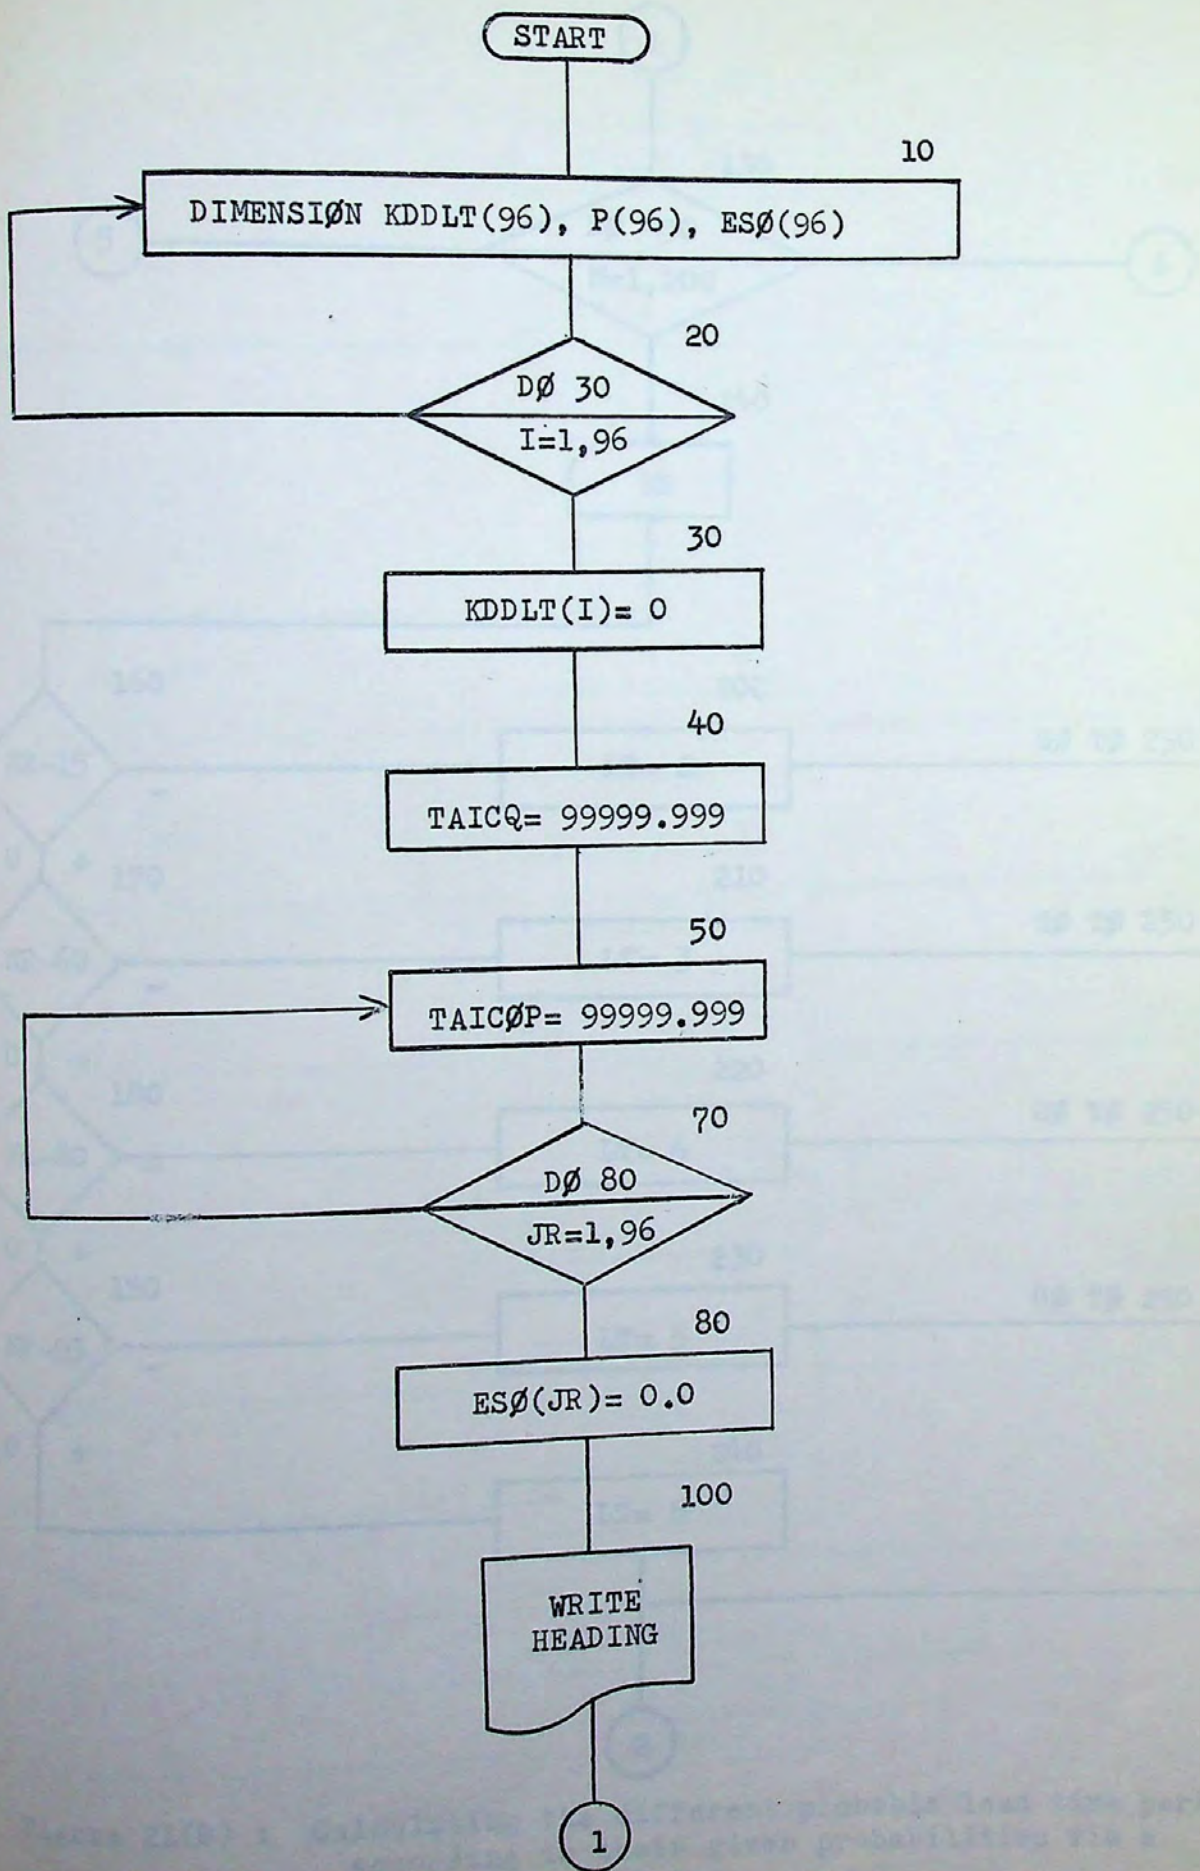 START
10
DIMENSIØN KDDLT(96), P(96), ESØ(96)
20
DØ 30
I=1,96
30
KDDLT(I)= 0
40
TAICQ= 99999.999
50
TAICØP= 99999.999
70
DØ 80
JR=1,96
80
ESØ(JR)= 0.0
100
WRITE
HEADING
1